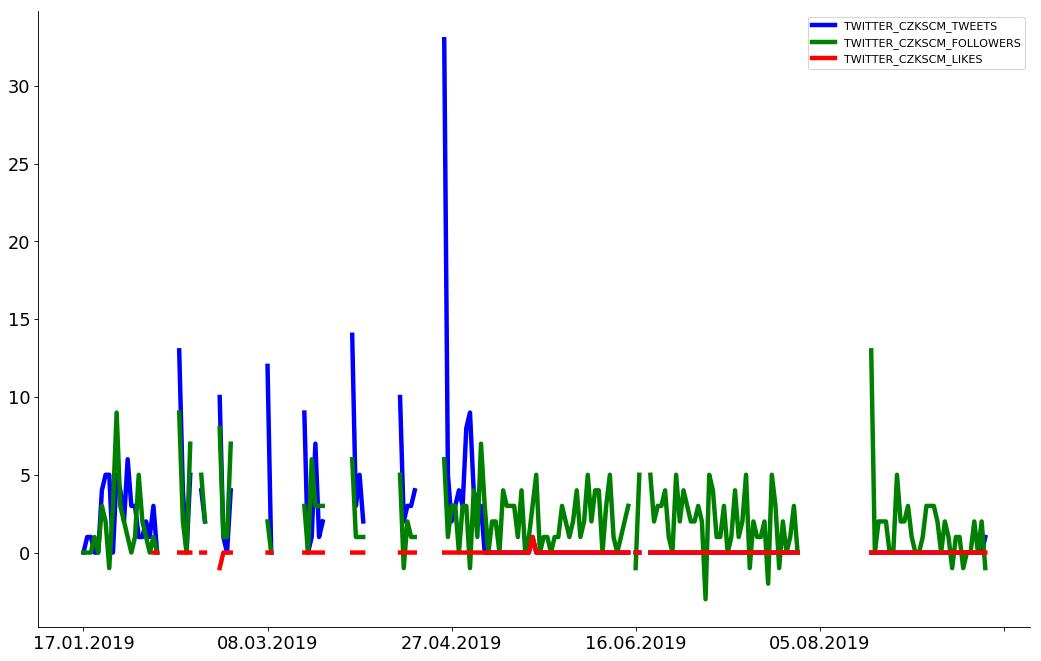 TWITTER_CZKSCM_TWEETS
TWITTER_CZKSCM_FOLLOWERS
TWITTER_CZKSCM_LIKES
30
25
20
15
10
5
0
17.01.2019 08.03.2019 27.04.2019 16.06.2019 05.08.2019